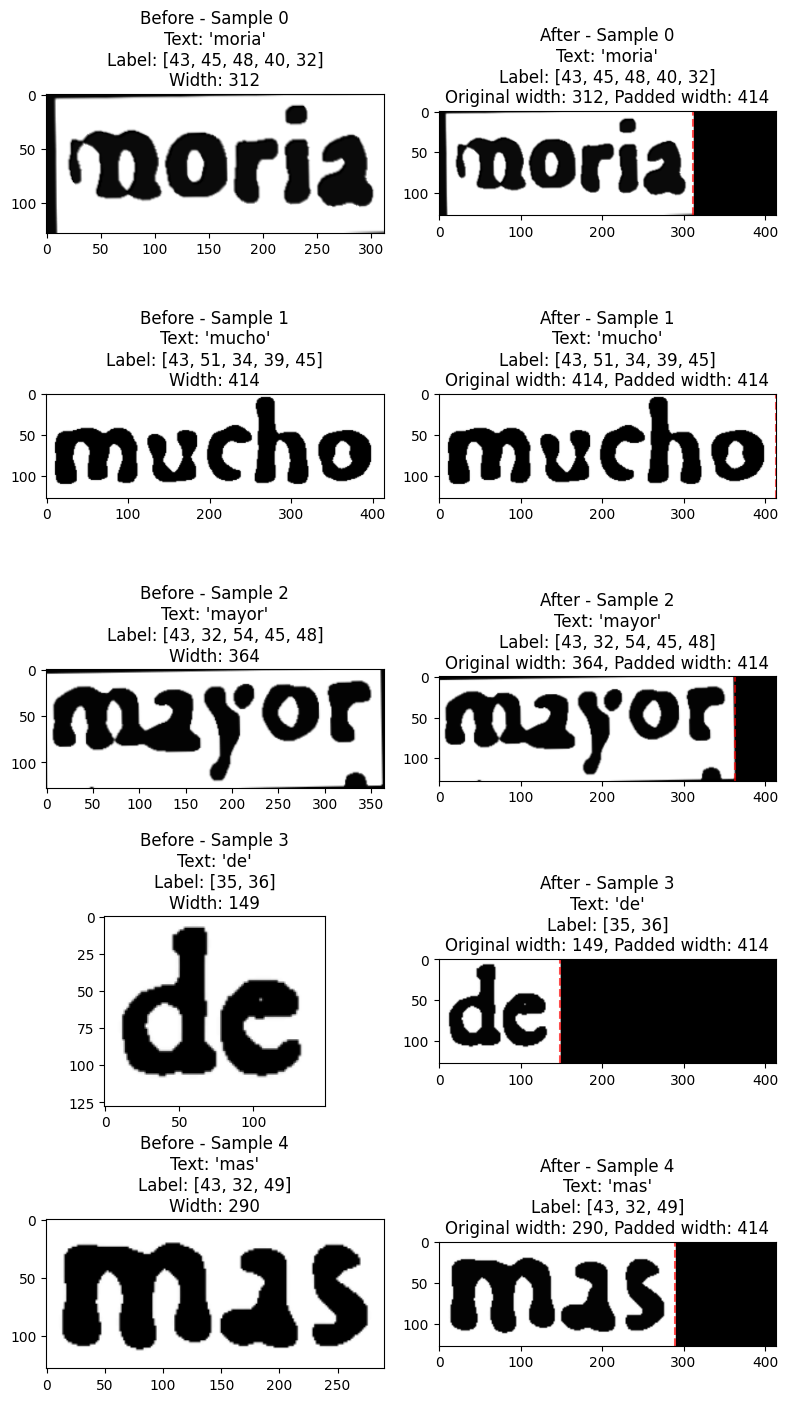 Before - Sample 0
Text: 'moria'
Label: [43, 45, 48, 40, 32]
Width: 312
0
50
100
moria
0 50 100 150 200 250 300
After - Sample 0
Text: 'moria'
Label: [43, 45, 48, 40, 32]
Original width: 312, Padded width: 414
0
50
100
moria
0 100 200 300 400
Before - Sample 1
Text: 'mucho'
Label: [43, 51, 34, 39, 45]
Width: 414
0
50
100
mucho
0 100 200 300 400
After - Sample 1
Text: 'mucho'
Label: [43, 51, 34, 39, 45]
Original width: 414, Padded width: 414
0
50
100
mucho
0 100 200 300 400
Before - Sample 2
Text: 'mayor'
Label: [43, 32, 54, 45, 48]
Width: 364
0
50
100
mayor
0 50 100 150 200 250 300 350
After - Sample 2
Text: 'mayor'
Label: [43, 32, 54, 45, 48]
Original width: 364, Padded width: 414
0
50
100
mayor
0 100 200 300 400
Before - Sample 3
Text: 'de'
Label: [35, 36]
Width: 149
0
25
50
75
100
125
de
0 50 100
After - Sample 3
Text: 'de'
Label: [35, 36]
Original width: 149, Padded width: 414
0
50
100
de
0 100 200 300 400
Before - Sample 4
Text: 'mas'
Label: [43, 32, 49]
Width: 290
0
50
100
mas
0 50 100 150 200 250
After - Sample 4
Text: 'mas'
Label: [43, 32, 49]
Original width: 290, Padded width: 414
0
50
100
mas
0 100 200 300 400